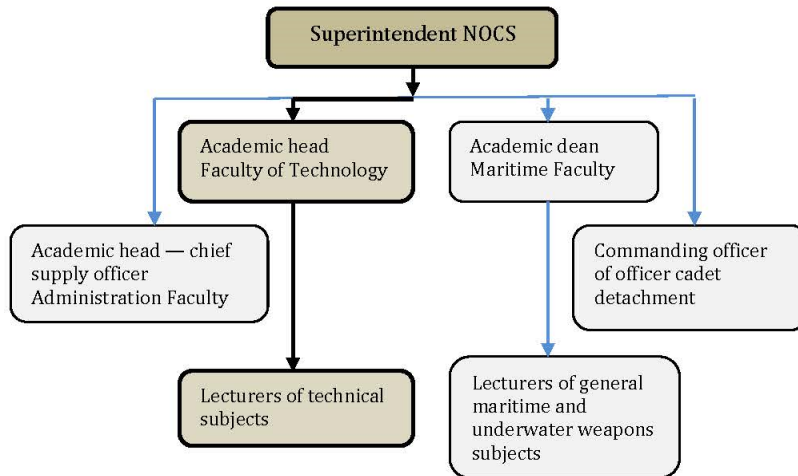 Superintendent NOCS
Academic head
Faculty of Technology
Academic dean
Maritime Faculty
Academic head — chief
supply officer
Administration Faculty
Commanding officer
of officer cadet
detachment
Lecturers of technical
subjects
Lecturers of general
maritime and
underwater weapons
subjects